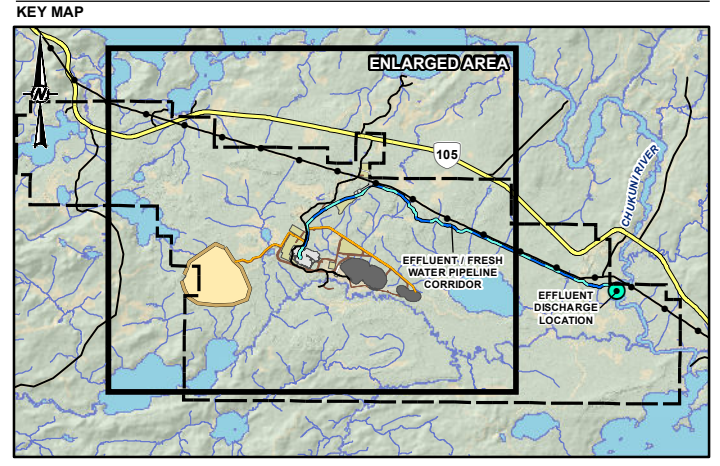 KEY MAP
ENLARGED AREA
N
105
CHUKUNI RIVER
EFFLUENT / FRESH
WATER PIPELINE
CORRIDOR
EFFLUENT
DISCHARGE
LOCATION